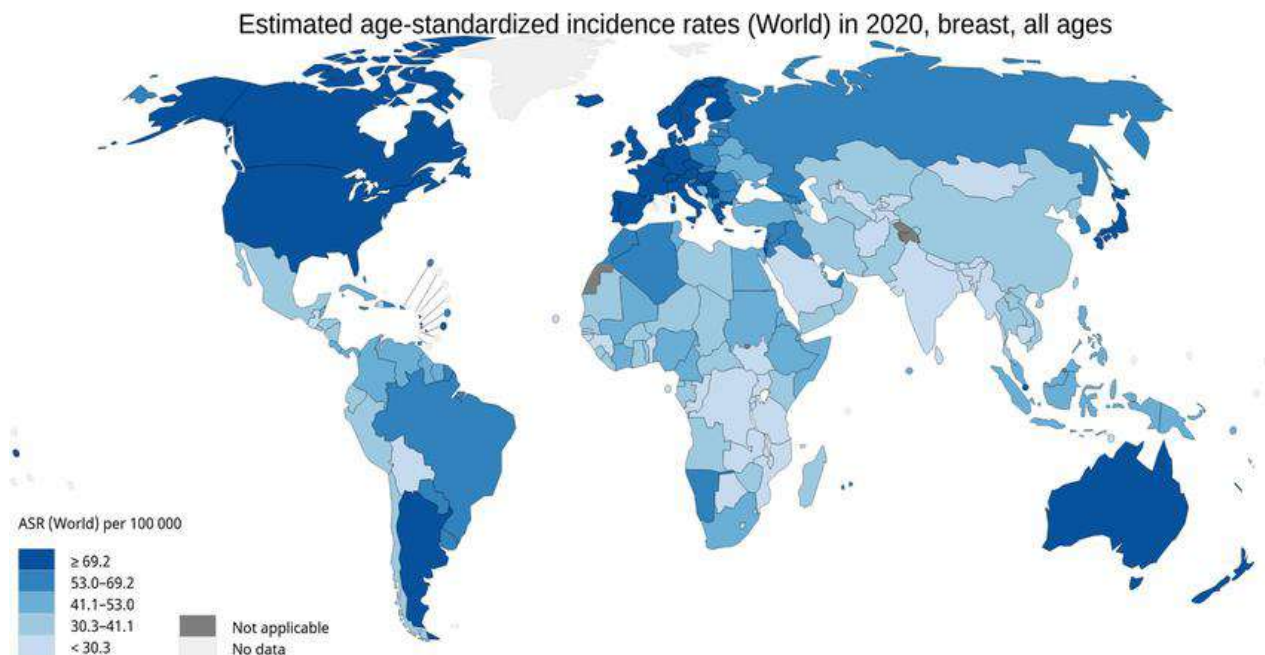 Estimated age-standardized incidence rates (World) in 2020, breast, all ages
ASR (World) per 100 000
≥ 69.2
53.0–69.2
41.1–53.0
30.3–41.1
< 30.3
Not applicable
No data